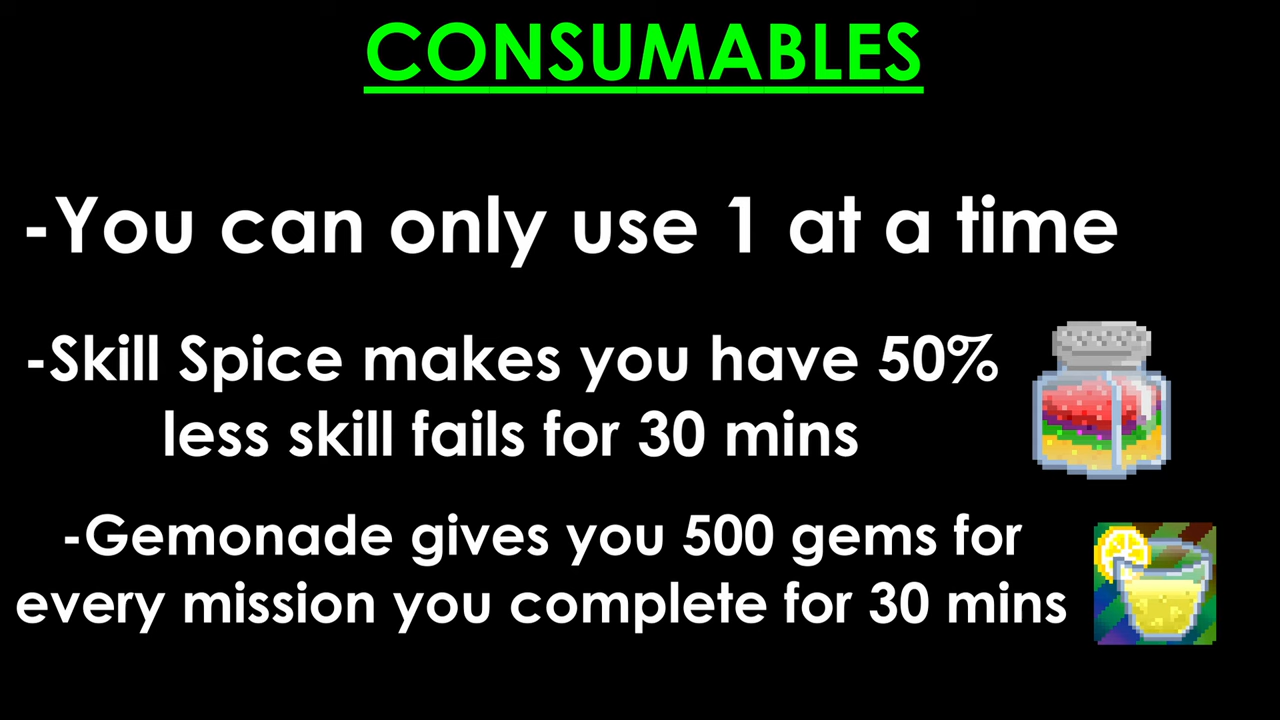 CONSUMABLES
-You can only use 1 at a time
-Skill Spice makes you have 50%
less skill fails for 30 mins
-Gemonade gives you 500 gems for
every mission you complete for 30 mins